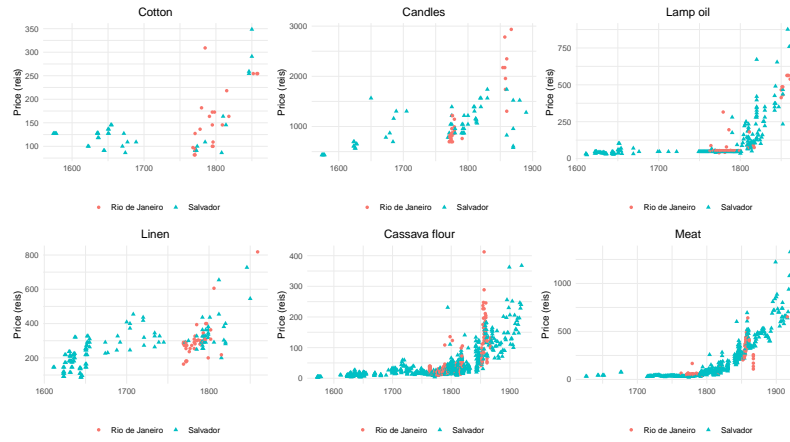 Cotton
Price (reis)
350
300
250
200
150
100
1600
1700
1800
Rio de Janeiro
Salvador
Candles
Price (reis)
3000
2000
1000
1600
1700
1800
Rio de Janeiro
Salvador
Lamp oil
Price (reis)
750
500
250
0
1600
1700
1800
Rio de Janeiro
Salvador
Linen
Price (reis)
800
600
400
200
1600
1700
1800
Rio de Janeiro
Salvador
Cassava flour
Price (reis)
400
300
200
100
0
1600
1700
1800
1900
Rio de Janeiro
Salvador
Meat
Price (reis)
1000
500
0
1600
1700
1800
1900
Rio de Janeiro
Salvador